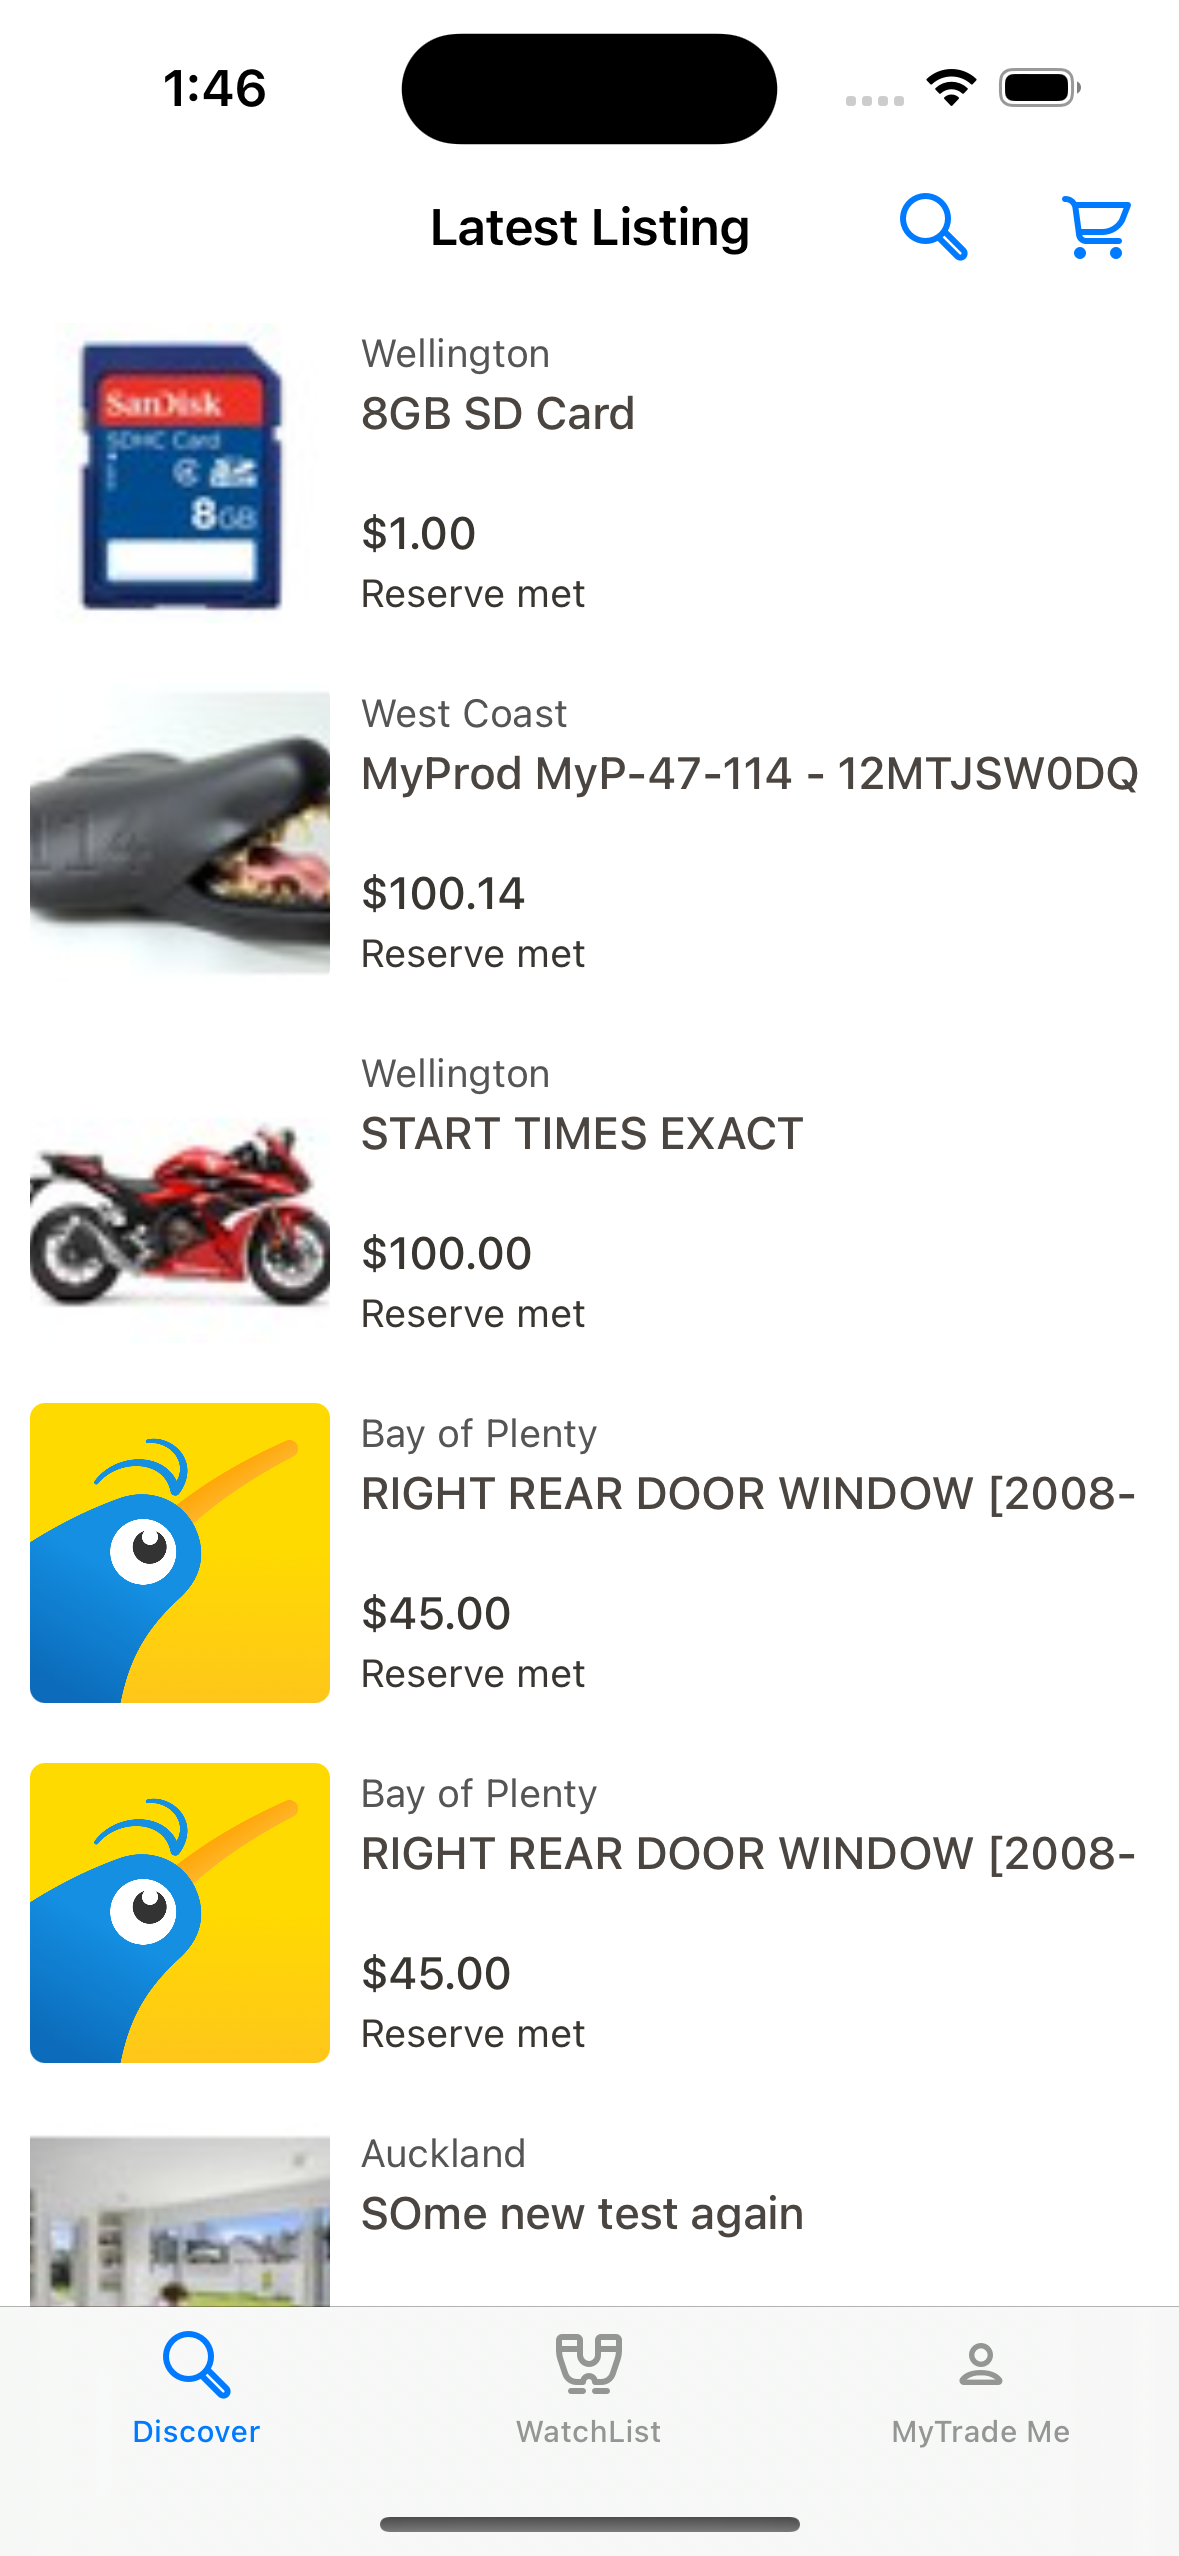 1:46
Latest Listing
SanDisk
SDHC Card
8GB
Wellington
8GB SD Card
$1.00
Reserve met
West Coast
MyProd MyP-47-114 - 12MTJSW0DQ
114
$100.14
Reserve met
Wellington
START TIMES EXACT
$100.00
Reserve met
Bay of Plenty
RIGHT REAR DOOR WINDOW [2008-
$45.00
Reserve met
Bay of Plenty
RIGHT REAR DOOR WINDOW [2008-
$45.00
Reserve met
Auckland
SOme new test again
Discover
WatchList
MyTrade Me